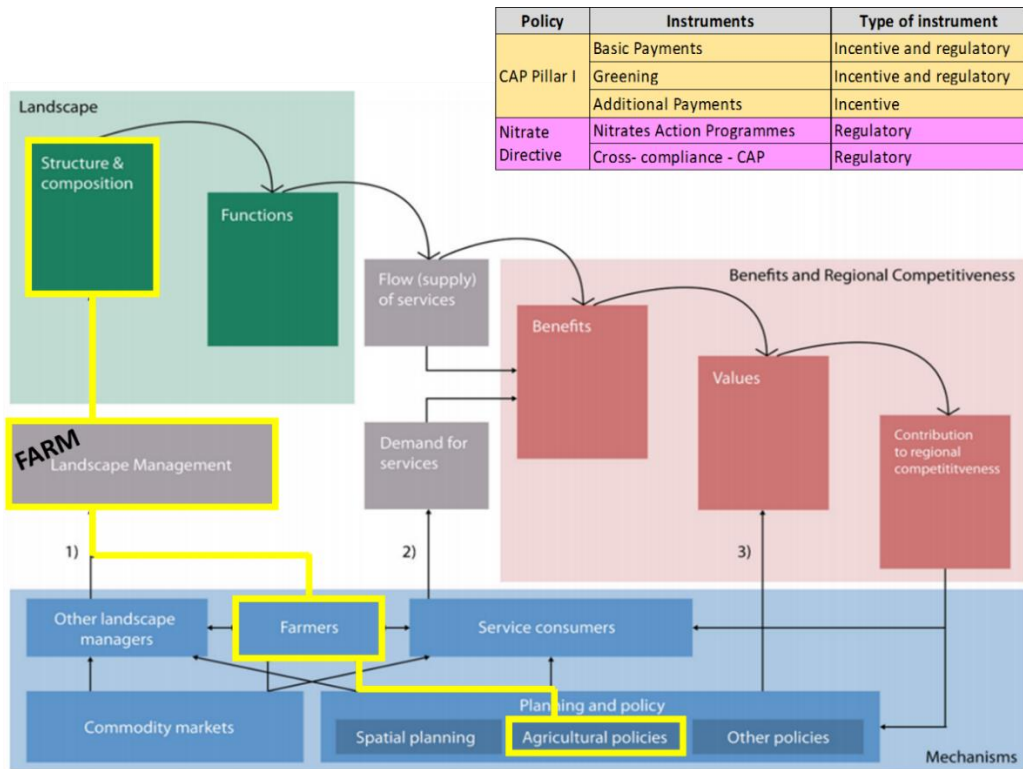 Policy Instruments Type of instrument
CAP Pillar I
Basic Payments Incentive and regulatory
Greening Incentive and regulatory
Additional Payments Incentive
Nitrate
Directive
Nitrates Action Programmes Regulatory
Cross- compliance - CAP Regulatory
Landscape
Structure &
composition
Functions
Flow (supply)
of services
Benefits and Regional Competitiveness
Benefits
Values
Contribution
to regional
competititveness
FARM
Landscape Management
Demand for
services
1)
2)
3)
Other landscape
managers
Farmers
Service consumers
Commodity markets
Planning and policy
Spatial planning
Agricultural policies
Other policies
Mechanisms